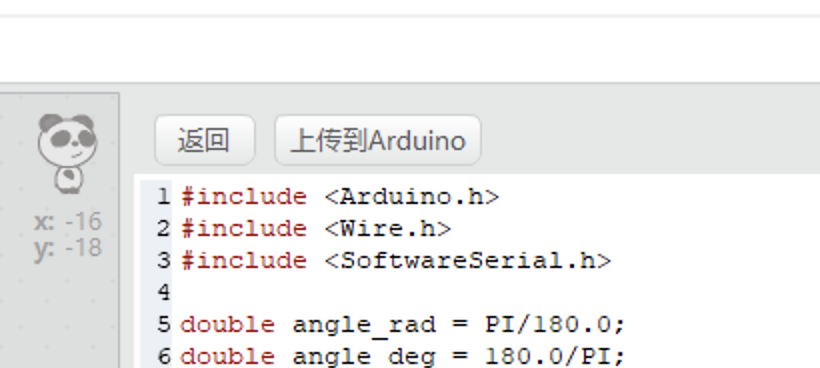 返回 上传到Arduino
x: -16
y: -18
1 #include <Arduino.h>
2 #include <Wire.h>
3 #include <SoftwareSerial.h>
4
5 double angle_rad = PI/180.0;
6 double angle_deg = 180.0/PI;